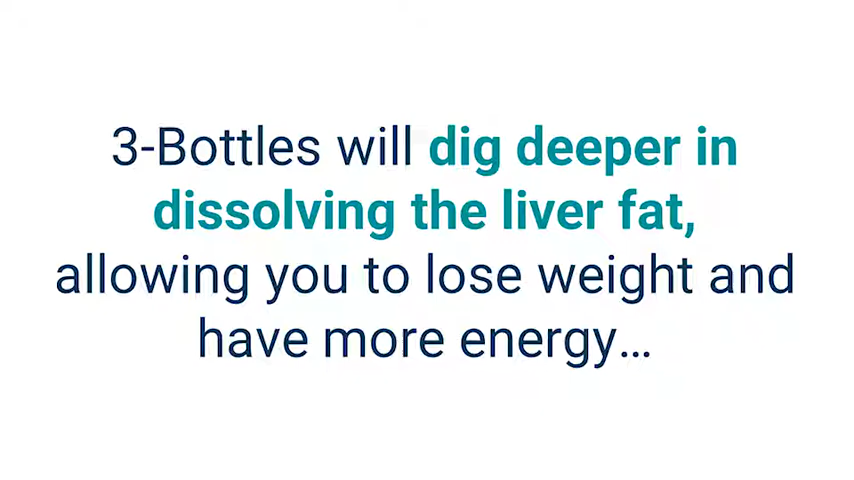 3-Bottles will dig deeper in
dissolving the liver fat,
allowing you to lose weight and
have more energy...